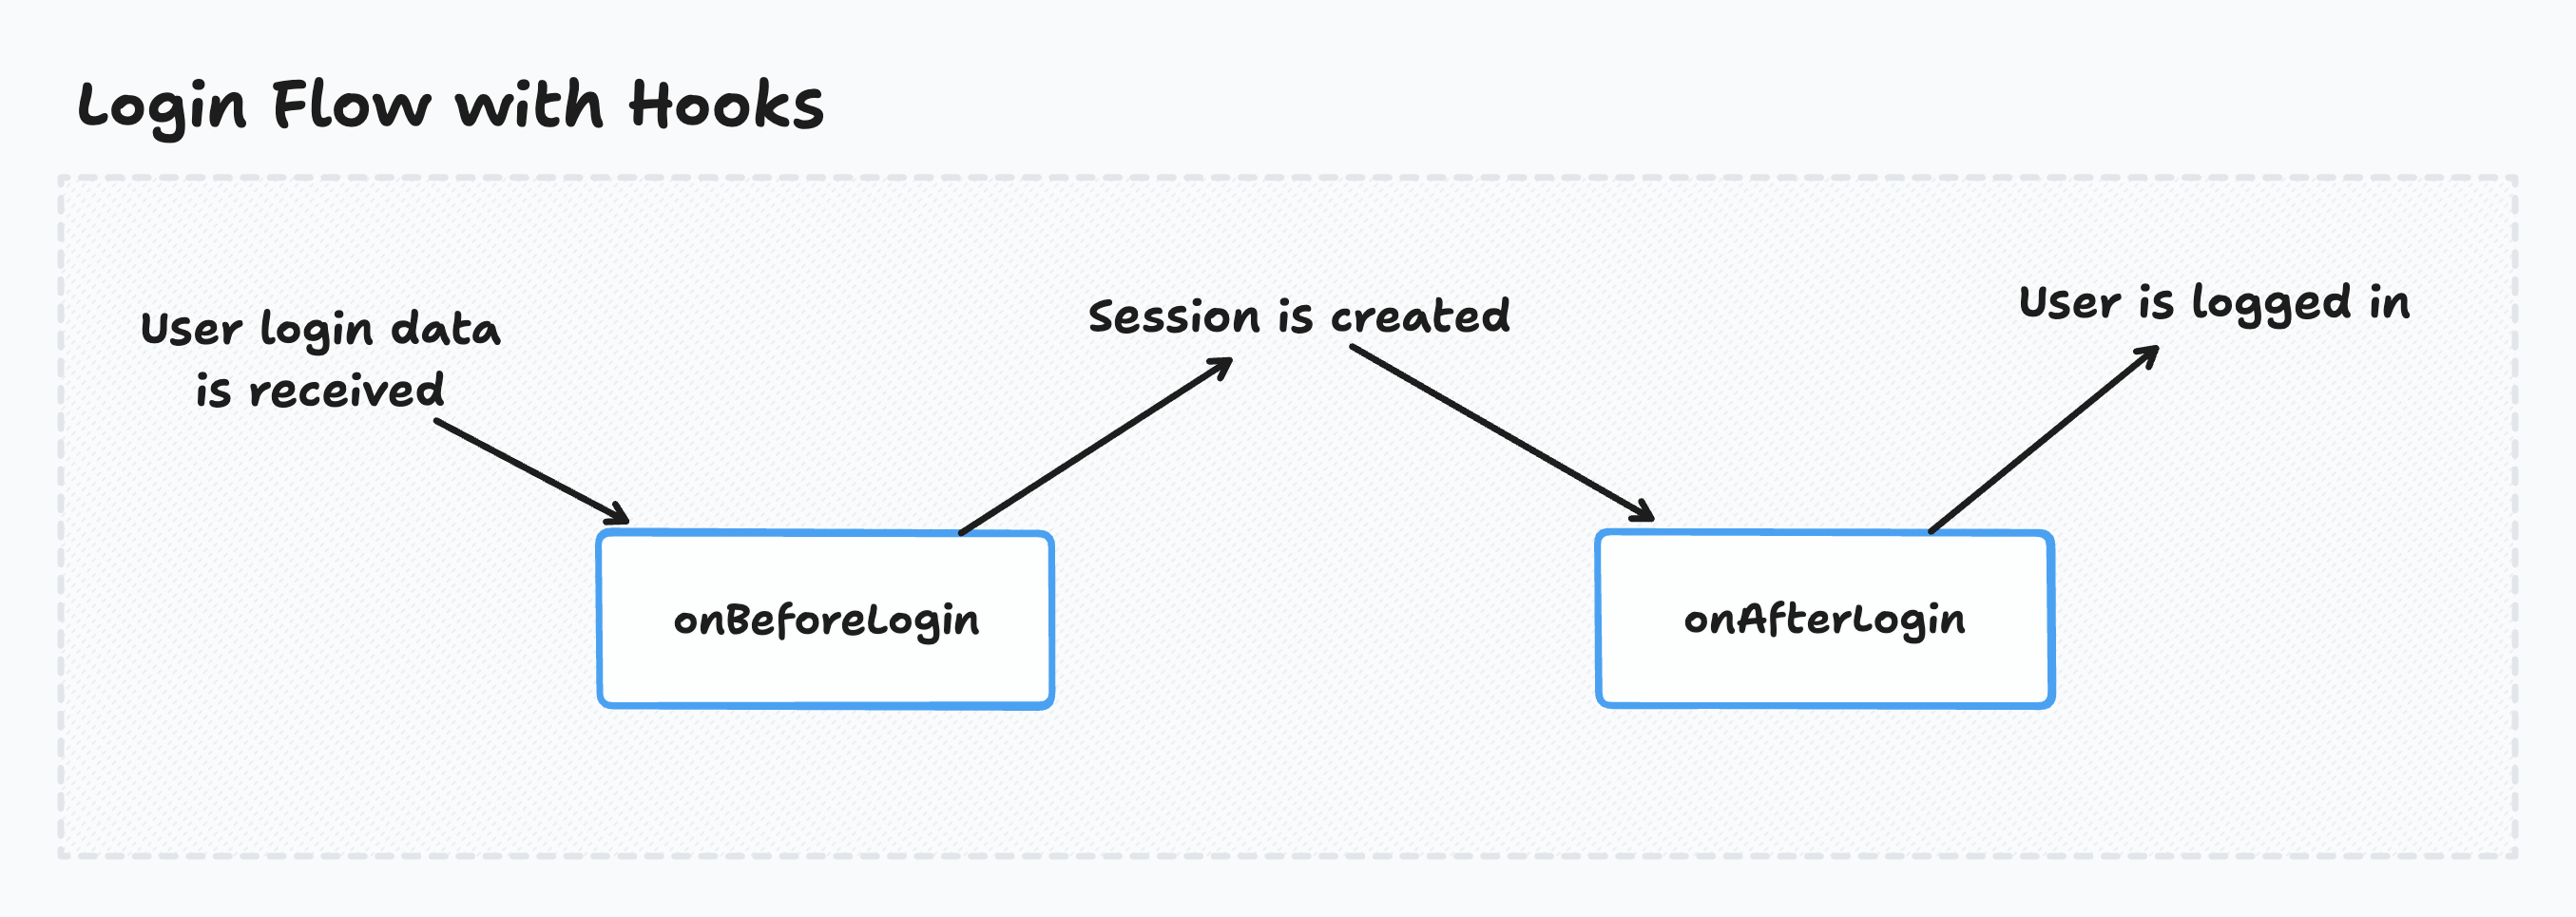 Login Flow with Hooks
User login data
is received
onBeforeLogin
Session is created
onAfterLogin
User is logged in